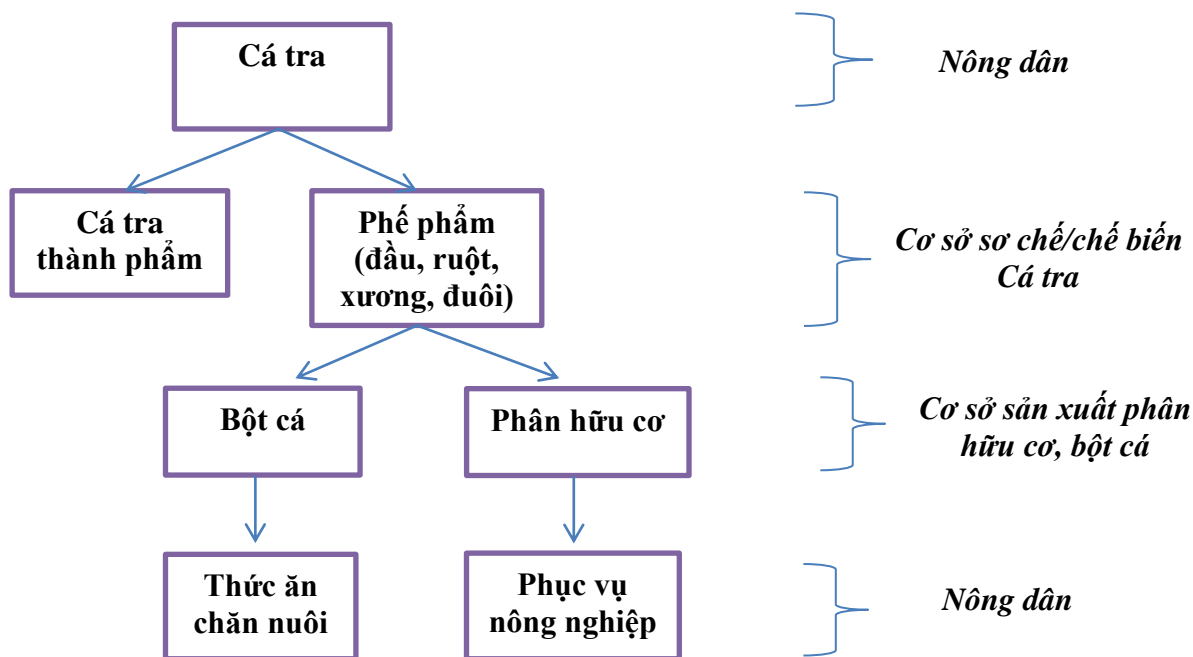 Cá tra
Nông dân
Cá tra
thành phẩm
Phế phẩm
(đầu, ruột,
xương, đuôi)
Cơ sở sơ chế/chế biến
Cá tra
Bột cá
Phân hữu cơ
Cơ sở sản xuất phân
hữu cơ, bột cá
Thức ăn
chăn nuôi
Phục vụ
nông nghiệp
Nông dân